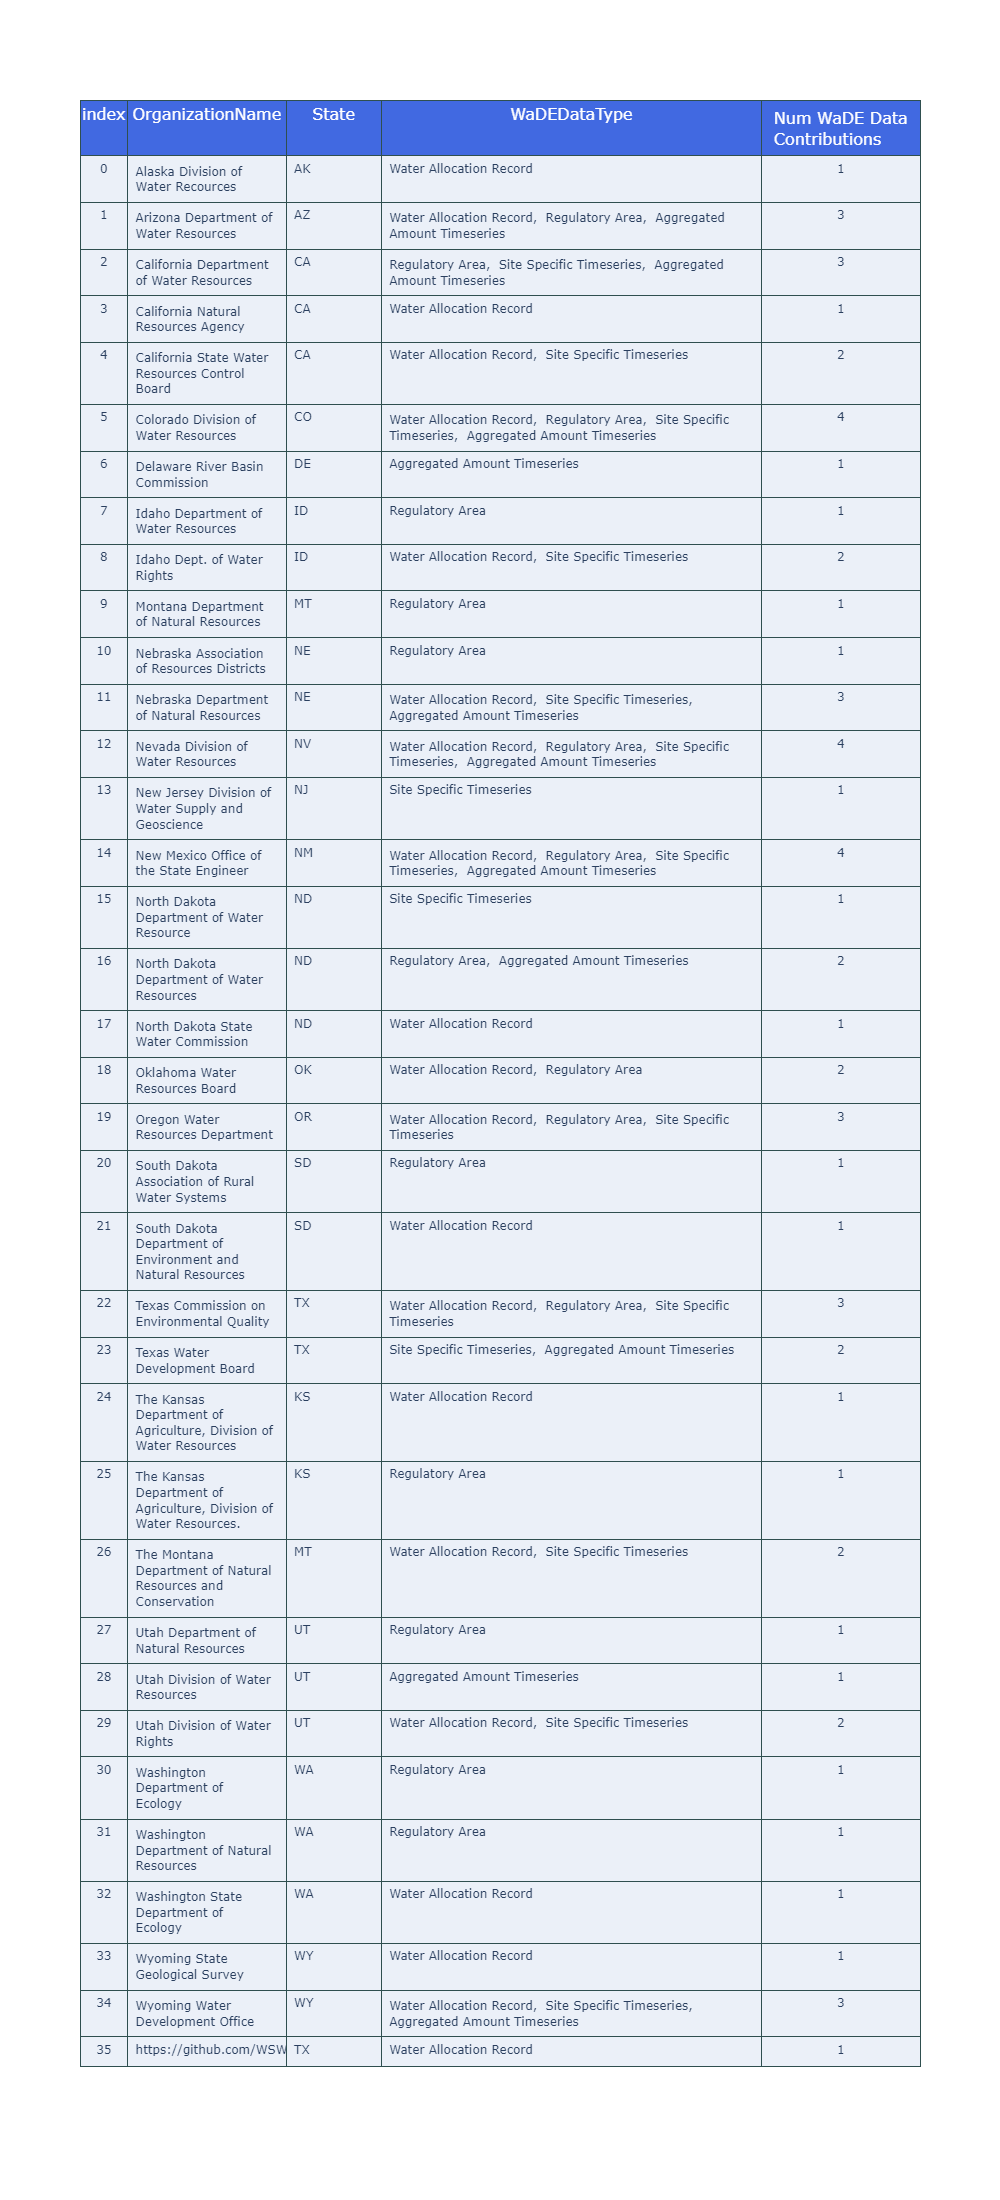 index OrganizationName State WaDEDataType Num WaDE Data
Contributions
0 Alaska Division of AK Water Allocation Record 1
Water Recources
1 Arizona Department of AZ Water Allocation Record, Regulatory Area, Aggregated 3
Water Resources Amount Timeseries
2 California Department CA Regulatory Area, Site Specific Timeseries, Aggregated 3
of Water Resources Amount Timeseries
3 California Natural CA Water Allocation Record 1
Resources Agency
4 California State Water CA Water Allocation Record, Site Specific Timeseries 2
Resources Control
Board
5 Colorado Division of CO Water Allocation Record, Regulatory Area, Site Specific 4
Water Resources Timeseries, Aggregated Amount Timeseries
6 Delaware River Basin DE Aggregated Amount Timeseries 1
Commission
7 Idaho Department of ID Regulatory Area 1
Water Resources
8 Idaho Dept. of Water ID Water Allocation Record, Site Specific Timeseries 2
Rights
9 Montana Department MT Regulatory Area 1
of Natural Resources
10 Nebraska Association NE Regulatory Area 1
of Resources Districts
11 Nebraska Department NE Water Allocation Record, Site Specific Timeseries, 3
of Natural Resources Aggregated Amount Timeseries
12 Nevada Division of NV Water Allocation Record, Regulatory Area, Site Specific 4
Water Resources Timeseries, Aggregated Amount Timeseries
13 New Jersey Division of NJ Site Specific Timeseries 1
Water Supply and
Geoscience
14 New Mexico Office of NM Water Allocation Record, Regulatory Area, Site Specific 4
the State Engineer Timeseries, Aggregated Amount Timeseries
15 North Dakota ND Site Specific Timeseries 1
Department of Water
Resource
16 North Dakota ND Regulatory Area, Aggregated Amount Timeseries 2
Department of Water
Resources
17 North Dakota State ND Water Allocation Record 1
Water Commission
18 Oklahoma Water OK Water Allocation Record, Regulatory Area 2
Resources Board
19 Oregon Water OR Water Allocation Record, Regulatory Area, Site Specific 3
Resources Department Timeseries
20 South Dakota SD Regulatory Area 1
Association of Rural
Water Systems
21 South Dakota SD Water Allocation Record 1
Department of
Environment and
Natural Resources
22 Texas Commission on TX Water Allocation Record, Regulatory Area, Site Specific 3
Environmental Quality Timeseries
23 Texas Water TX Site Specific Timeseries, Aggregated Amount Timeseries 2
Development Board
24 The Kansas KS Water Allocation Record 1
Department of
Agriculture, Division of
Water Resources
25 The Kansas KS Regulatory Area 1
Department of
Agriculture, Division of
Water Resources.
26 The Montana MT Water Allocation Record, Site Specific Timeseries 2
Department of Natural
Resources and
Conservation
27 Utah Department of UT Regulatory Area 1
Natural Resources
28 Utah Division of Water UT Aggregated Amount Timeseries 1
Resources
29 Utah Division of Water UT Water Allocation Record, Site Specific Timeseries 2
Rights
30 Washington WA Regulatory Area 1
Department of
Ecology
31 Washington WA Regulatory Area 1
Department of Natural
Resources
32 Washington State WA Water Allocation Record 1
Department of
Ecology
33 Wyoming State WY Water Allocation Record 1
Geological Survey
34 Wyoming Water WY Water Allocation Record, Site Specific Timeseries, 3
Development Office Aggregated Amount Timeseries
35 https://github.com/WSW TX Water Allocation Record 1